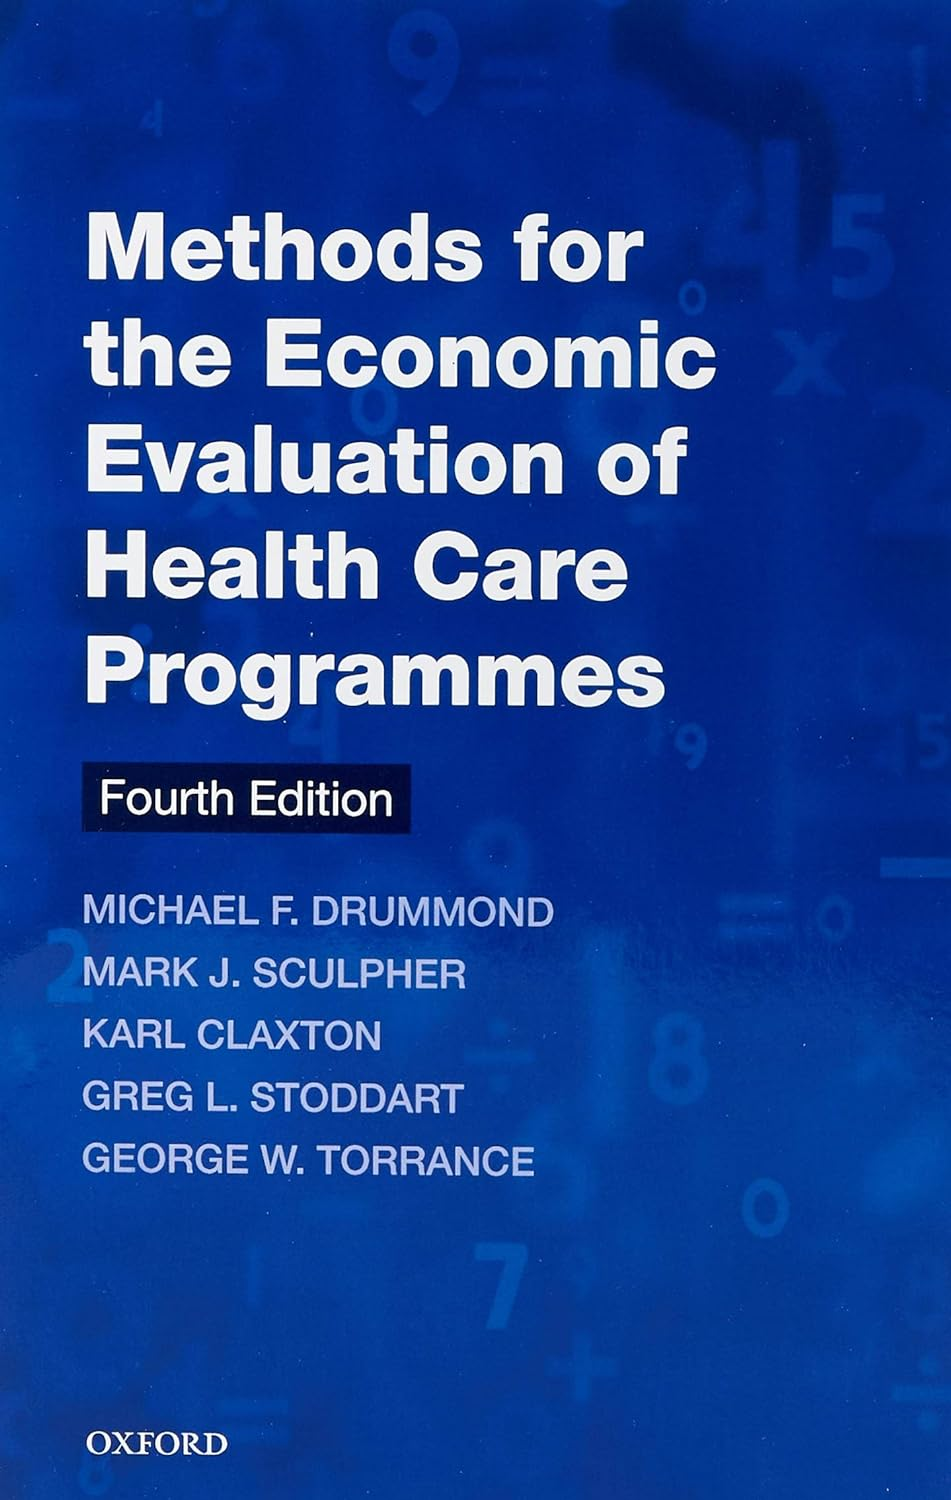 Methods for
the Economic
Evaluation of
Health Care
Programmes
Fourth Edition
MICHAEL F. DRUMMOND
MARK J. SCULPHER
KARL CLAXTON
GREG L. STODDART
GEORGE W. TORRANCE
OXFORD